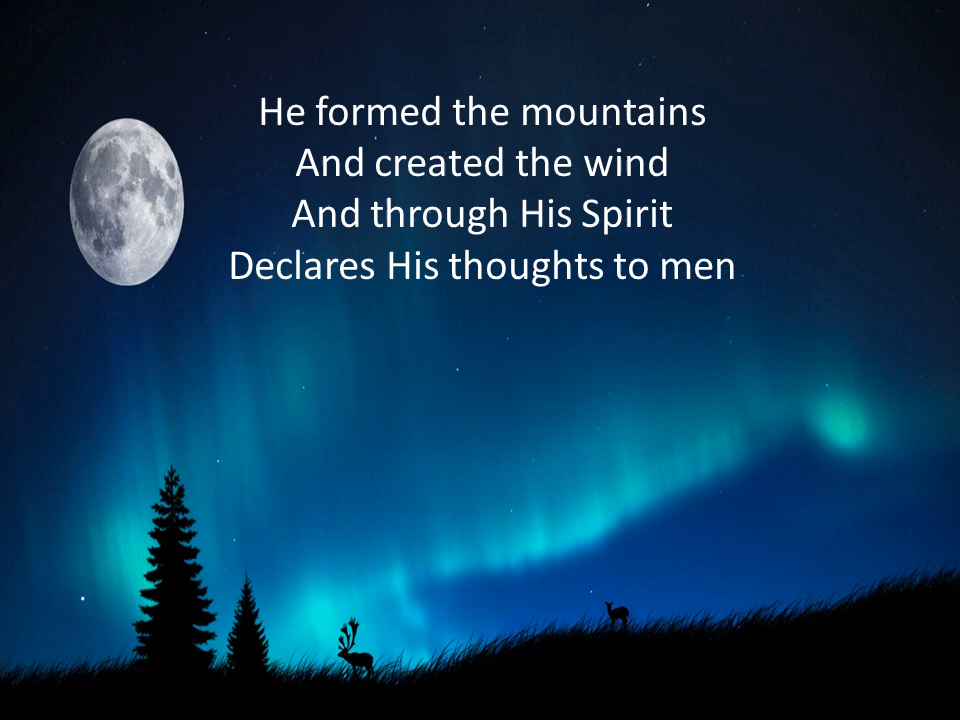 He formed the mountains
And created the wind
And through His Spirit
Declares His thoughts to men